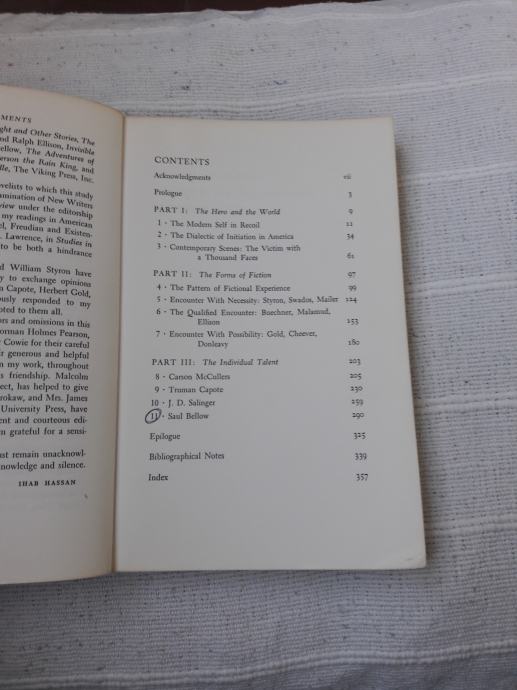 MENTS
ght and Other Stories, The
nd Ralph Ellison, Invisible
ellow, The Adventures of
erson the Rain King, and
lle, The Viking Press, Inc.
velists to which this study
amination of New Writers
view under the editorship
my readings in American
el, Freudian and Existen-
. Lawrence, in Studies in
to be both a hindrance
d William Styron have
y to exchange opinions
n Capote, Herbert Gold,
ously responded to my
oted to them all.
ors and omissions in this
orman Holmes Pearson,
Cowie for their careful
ir generous and helpful
n my work, throughout
s friendship. Malcolm
ect, has helped to give
rokaw, and Mrs. James
University Press, have
ent and courteous edi-
n grateful for a sensi-
ust remain unacknowl-
nowledge and silence.
IHAB HASSAN
CONTENTS
Acknowledgments vii
Prologue 3
PART I: The Hero and the World 9
1 · The Modern Self in Recoil 11
2 · The Dialectic of Initiation in America 34
3 · Contemporary Scenes: The Victim with
a Thousand Faces 61
PART II: The Forms of Fiction 97
4 · The Pattern of Fictional Experience 99
5 · Encounter With Necessity: Styron, Swados, Mailer 124
6 · The Qualified Encounter: Buechner, Malamud,
Ellison 153
7 · Encounter With Possibility: Gold, Cheever,
Donleavy 180
PART III: The Individual Talent 203
8 · Carson McCullers 205
9 · Truman Capote 230
10 · J. D. Salinger 259
11 · Saul Bellow 290
Epilogue 325
Bibliographical Notes 339
Index 357